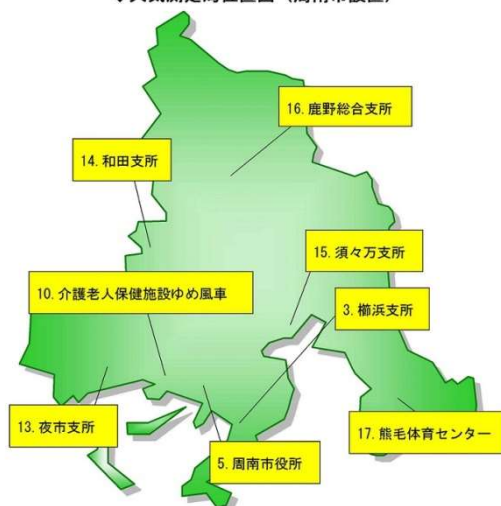 16. 鹿野総合支所
14. 和田支所
15. 須々万支所
10. 介護老人保健施設ゆめ風車
3. 櫛浜支所
13. 夜市支所
17. 熊毛体育センター
5. 周南市役所